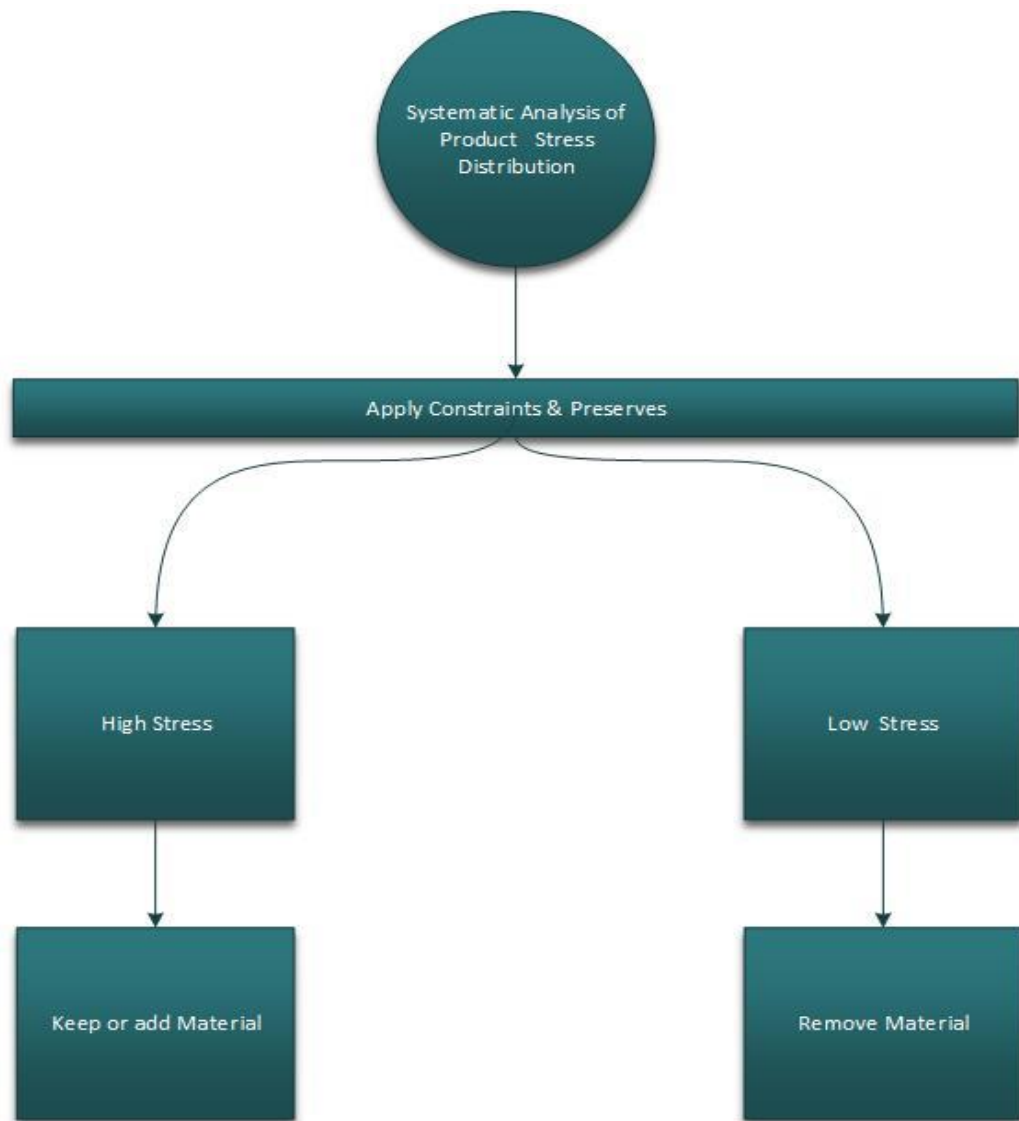 Systematic Analysis of
Product Stress
Distribution
Apply Constraints & Preserves
High Stress
Low Stress
Keep or add Material
Remove Material